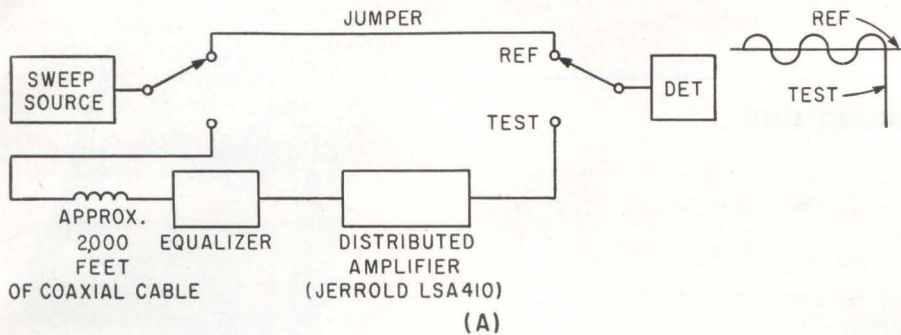 JUMPER
REF
SWEEP
SOURCE
REF
DET
TEST
TEST
APPROX.
2,000
FEET
OF COAXIAL CABLE
EQUALIZER
DISTRIBUTED
AMPLIFIER
(JERROLD LSA410)
(A)